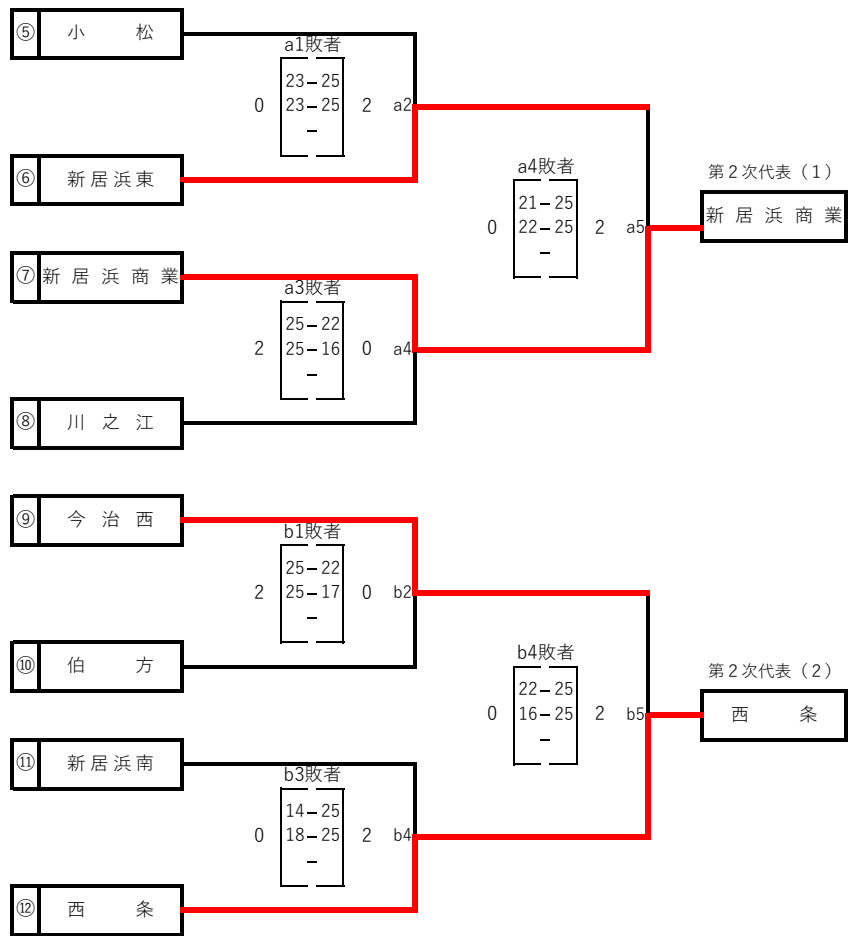 ⑤ 小 松
a1敗者
23-25
0 23-25 2 a2
-
⑥ 新居浜東
a4敗者
21-25
0 22-25 2 a5
-
第2次代表(1)
新居浜商業
⑦ 新居浜商業
a3敗者
25-22
2 25-16 0 a4
-
⑧ 川之江
⑨ 今治西
b1敗者
25-22
2 25-17 0 b2
-
⑩ 伯 方
b4敗者
22-25
0 16-25 2 b5
-
第2次代表(2)
西 条
⑪ 新居浜南
b3敗者
14-25
0 18-25 2 b4
-
⑫ 西 条